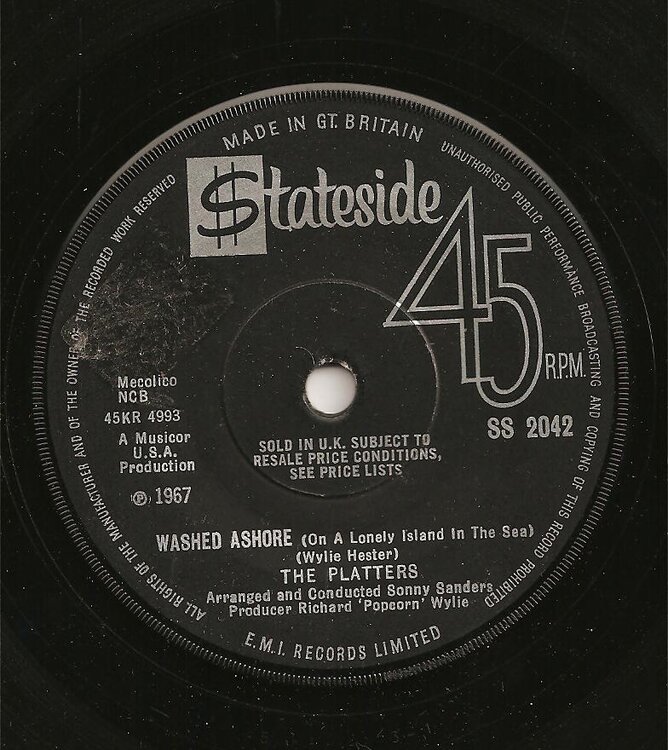 MADE IN GT. BRITAIN
$tateside
45
R.P.M.
SS 2042
Mecolico
NCB
45KR 4993
A Musicor
U.S.A.
Production
℗ 1967
SOLD IN U.K. SUBJECT TO
RESALE PRICE CONDITIONS,
SEE PRICE LISTS
WASHED ASHORE (On A Lonely Island In The Sea)
(Wylie Hester)
THE PLATTERS
Arranged and Conducted Sonny Sanders
Producer Richard 'Popcorn' Wylie
E.M.I. RECORDS LIMITED
ALL RIGHTS OF THE MANUFACTURER AND OF THE OWNER OF THE RECORDED WORK RESERVED
UNAUTHORISED PUBLIC PERFORMANCE BROADCASTING AND COPYING OF THIS RECORD PROHIBITED